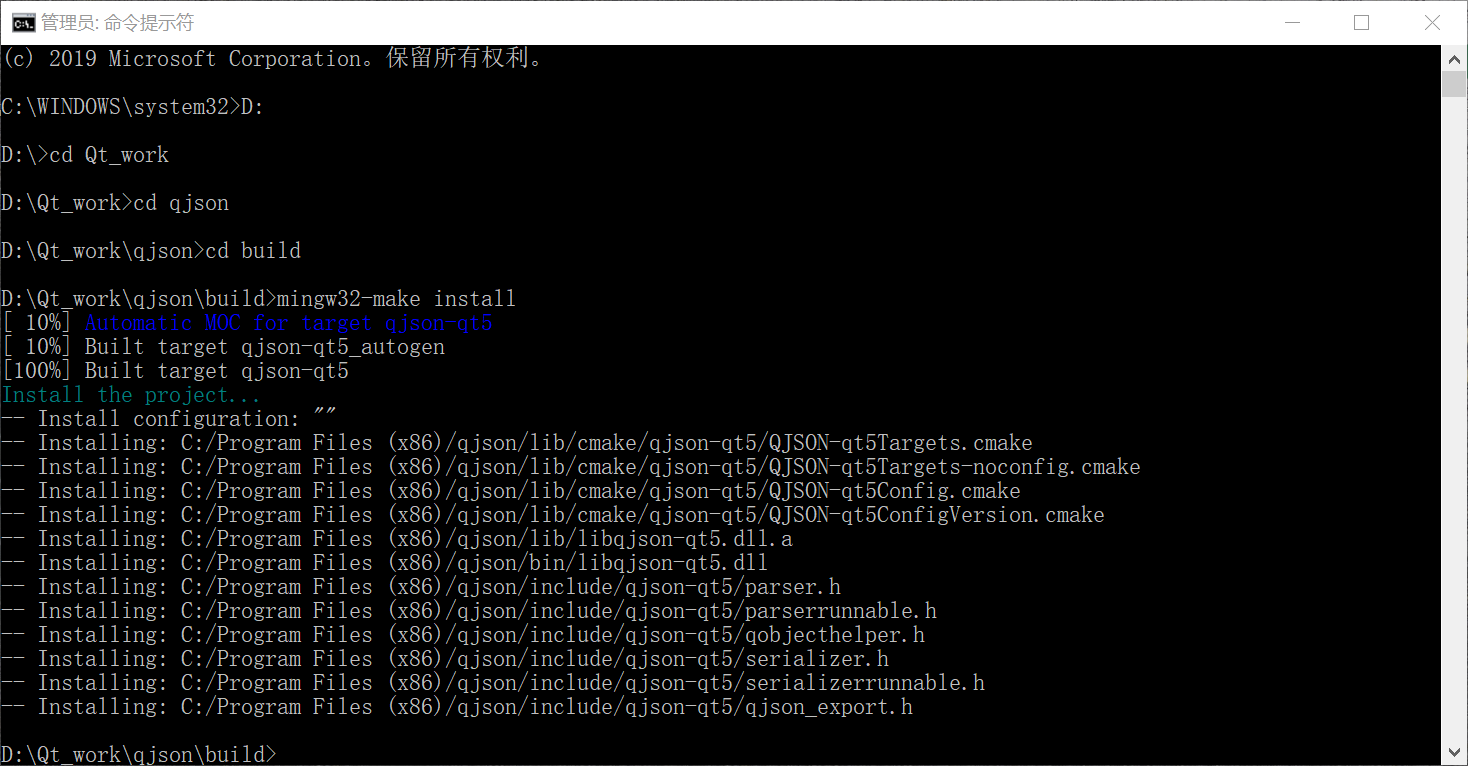 管理员: 命令提示符
(c) 2019 Microsoft Corporation。保留所有权利。
C:\WINDOWS\system32>D:
D:\>cd Qt_work
D:\Qt_work>cd qjson
D:\Qt_work\qjson>cd build
D:\Qt_work\qjson\build>mingw32-make install
[ 10%] Automatic MOC for target qjson-qt5
[ 10%] Built target qjson-qt5_autogen
[100%] Built target qjson-qt5
Install the project...
-- Install configuration: ""
-- Installing: C:/Program Files (x86)/qjson/lib/cmake/qjson-qt5/QJSON-qt5Targets.cmake
-- Installing: C:/Program Files (x86)/qjson/lib/cmake/qjson-qt5/QJSON-qt5Targets-noconfig.cmake
-- Installing: C:/Program Files (x86)/qjson/lib/cmake/qjson-qt5/QJSON-qt5Config.cmake
-- Installing: C:/Program Files (x86)/qjson/lib/cmake/qjson-qt5/QJSON-qt5ConfigVersion.cmake
-- Installing: C:/Program Files (x86)/qjson/lib/libqjson-qt5.dll.a
-- Installing: C:/Program Files (x86)/qjson/bin/libqjson-qt5.dll
-- Installing: C:/Program Files (x86)/qjson/include/qjson-qt5/parser.h
-- Installing: C:/Program Files (x86)/qjson/include/qjson-qt5/parserrunnable.h
-- Installing: C:/Program Files (x86)/qjson/include/qjson-qt5/qobjecthelper.h
-- Installing: C:/Program Files (x86)/qjson/include/qjson-qt5/serializer.h
-- Installing: C:/Program Files (x86)/qjson/include/qjson-qt5/serializerrunnable.h
-- Installing: C:/Program Files (x86)/qjson/include/qjson-qt5/qjson_export.h
D:\Qt_work\qjson\build>